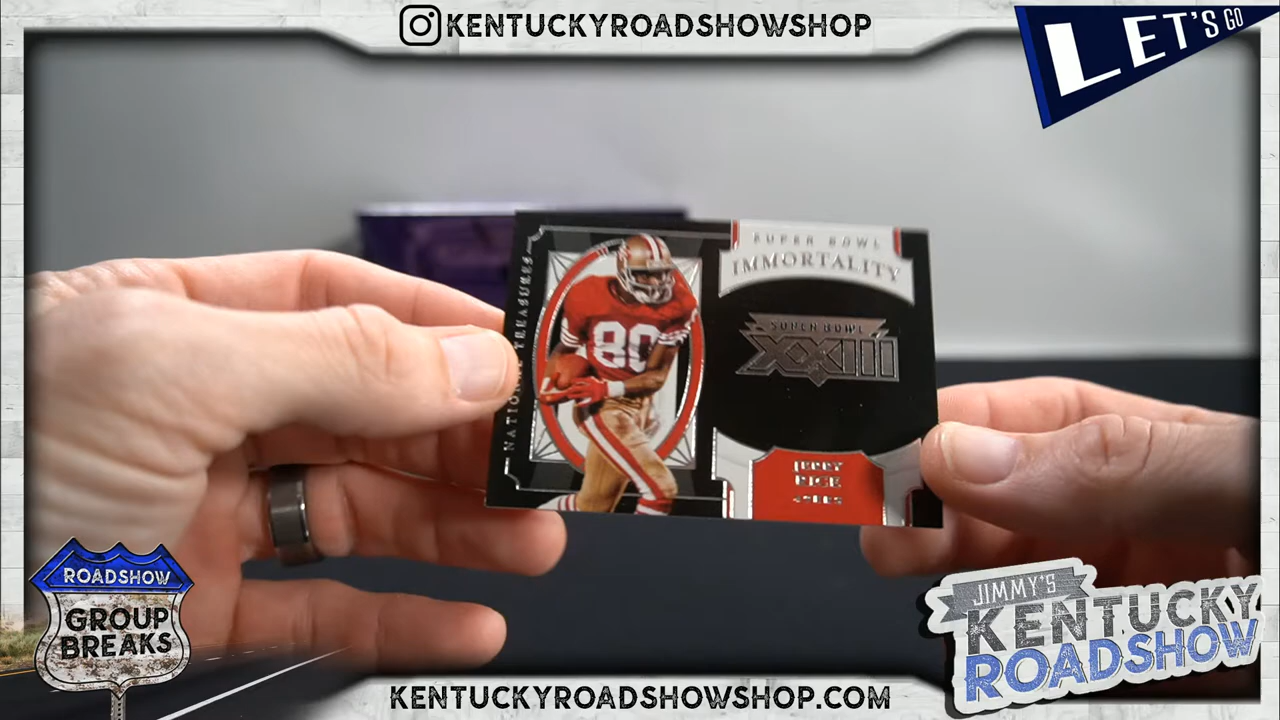 KENTUCKYROADSHOWSHOP
LET'S GO
SUPER BOWL
IMMORTALITY
NATIONAL TREASURES
80
SUPER BOWL
XXIII
JERRY
RICE
49ERS
ROADSHOW
GROUP
BREAKS
JIMMY'S
KENTUCKY
ROADSHOW
KENTUCKYROADSHOWSHOP.COM